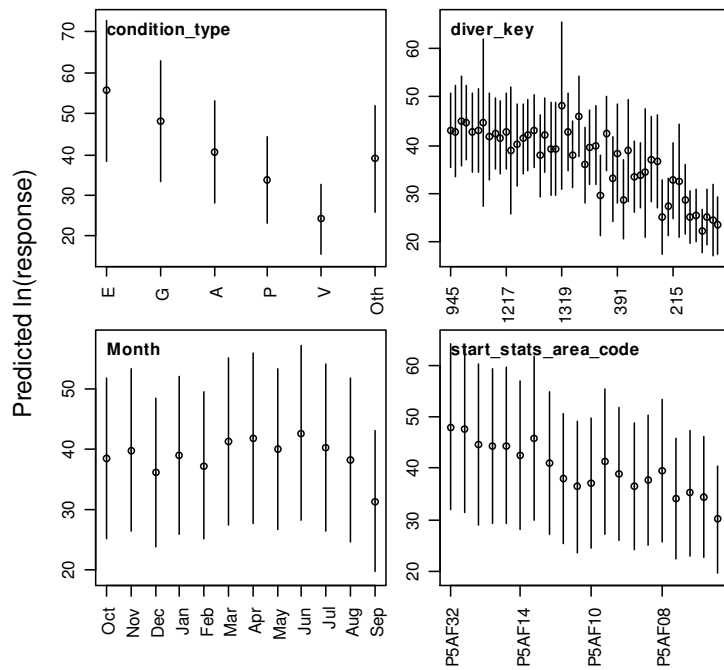 Predicted ln(response)
condition_type
70
60
50
40
30
20
E G A P V Oth
diver_key
60
50
40
30
20
945 1217 1319 391 215
Month
50
40
30
20
Oct Nov Dec Jan Feb Mar Apr May Jun Jul Aug Sep
start_stats_area_code
60
50
40
30
20
P5AF32 P5AF14 P5AF10 P5AF08